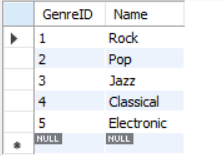 GenreID Name
1 Rock
2 Pop
3 Jazz
4 Classical
5 Electronic
NULL NULL